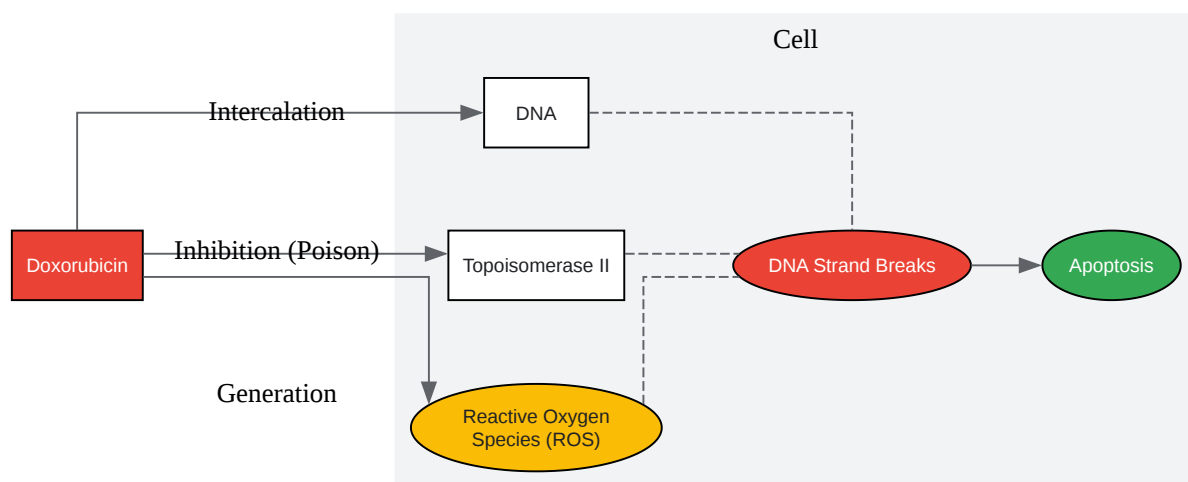 Cell
Intercalation
DNA
Doxorubicin
Inhibition (Poison)
Topoisomerase II
DNA Strand Breaks
Apoptosis
Generation
Reactive Oxygen
Species (ROS)